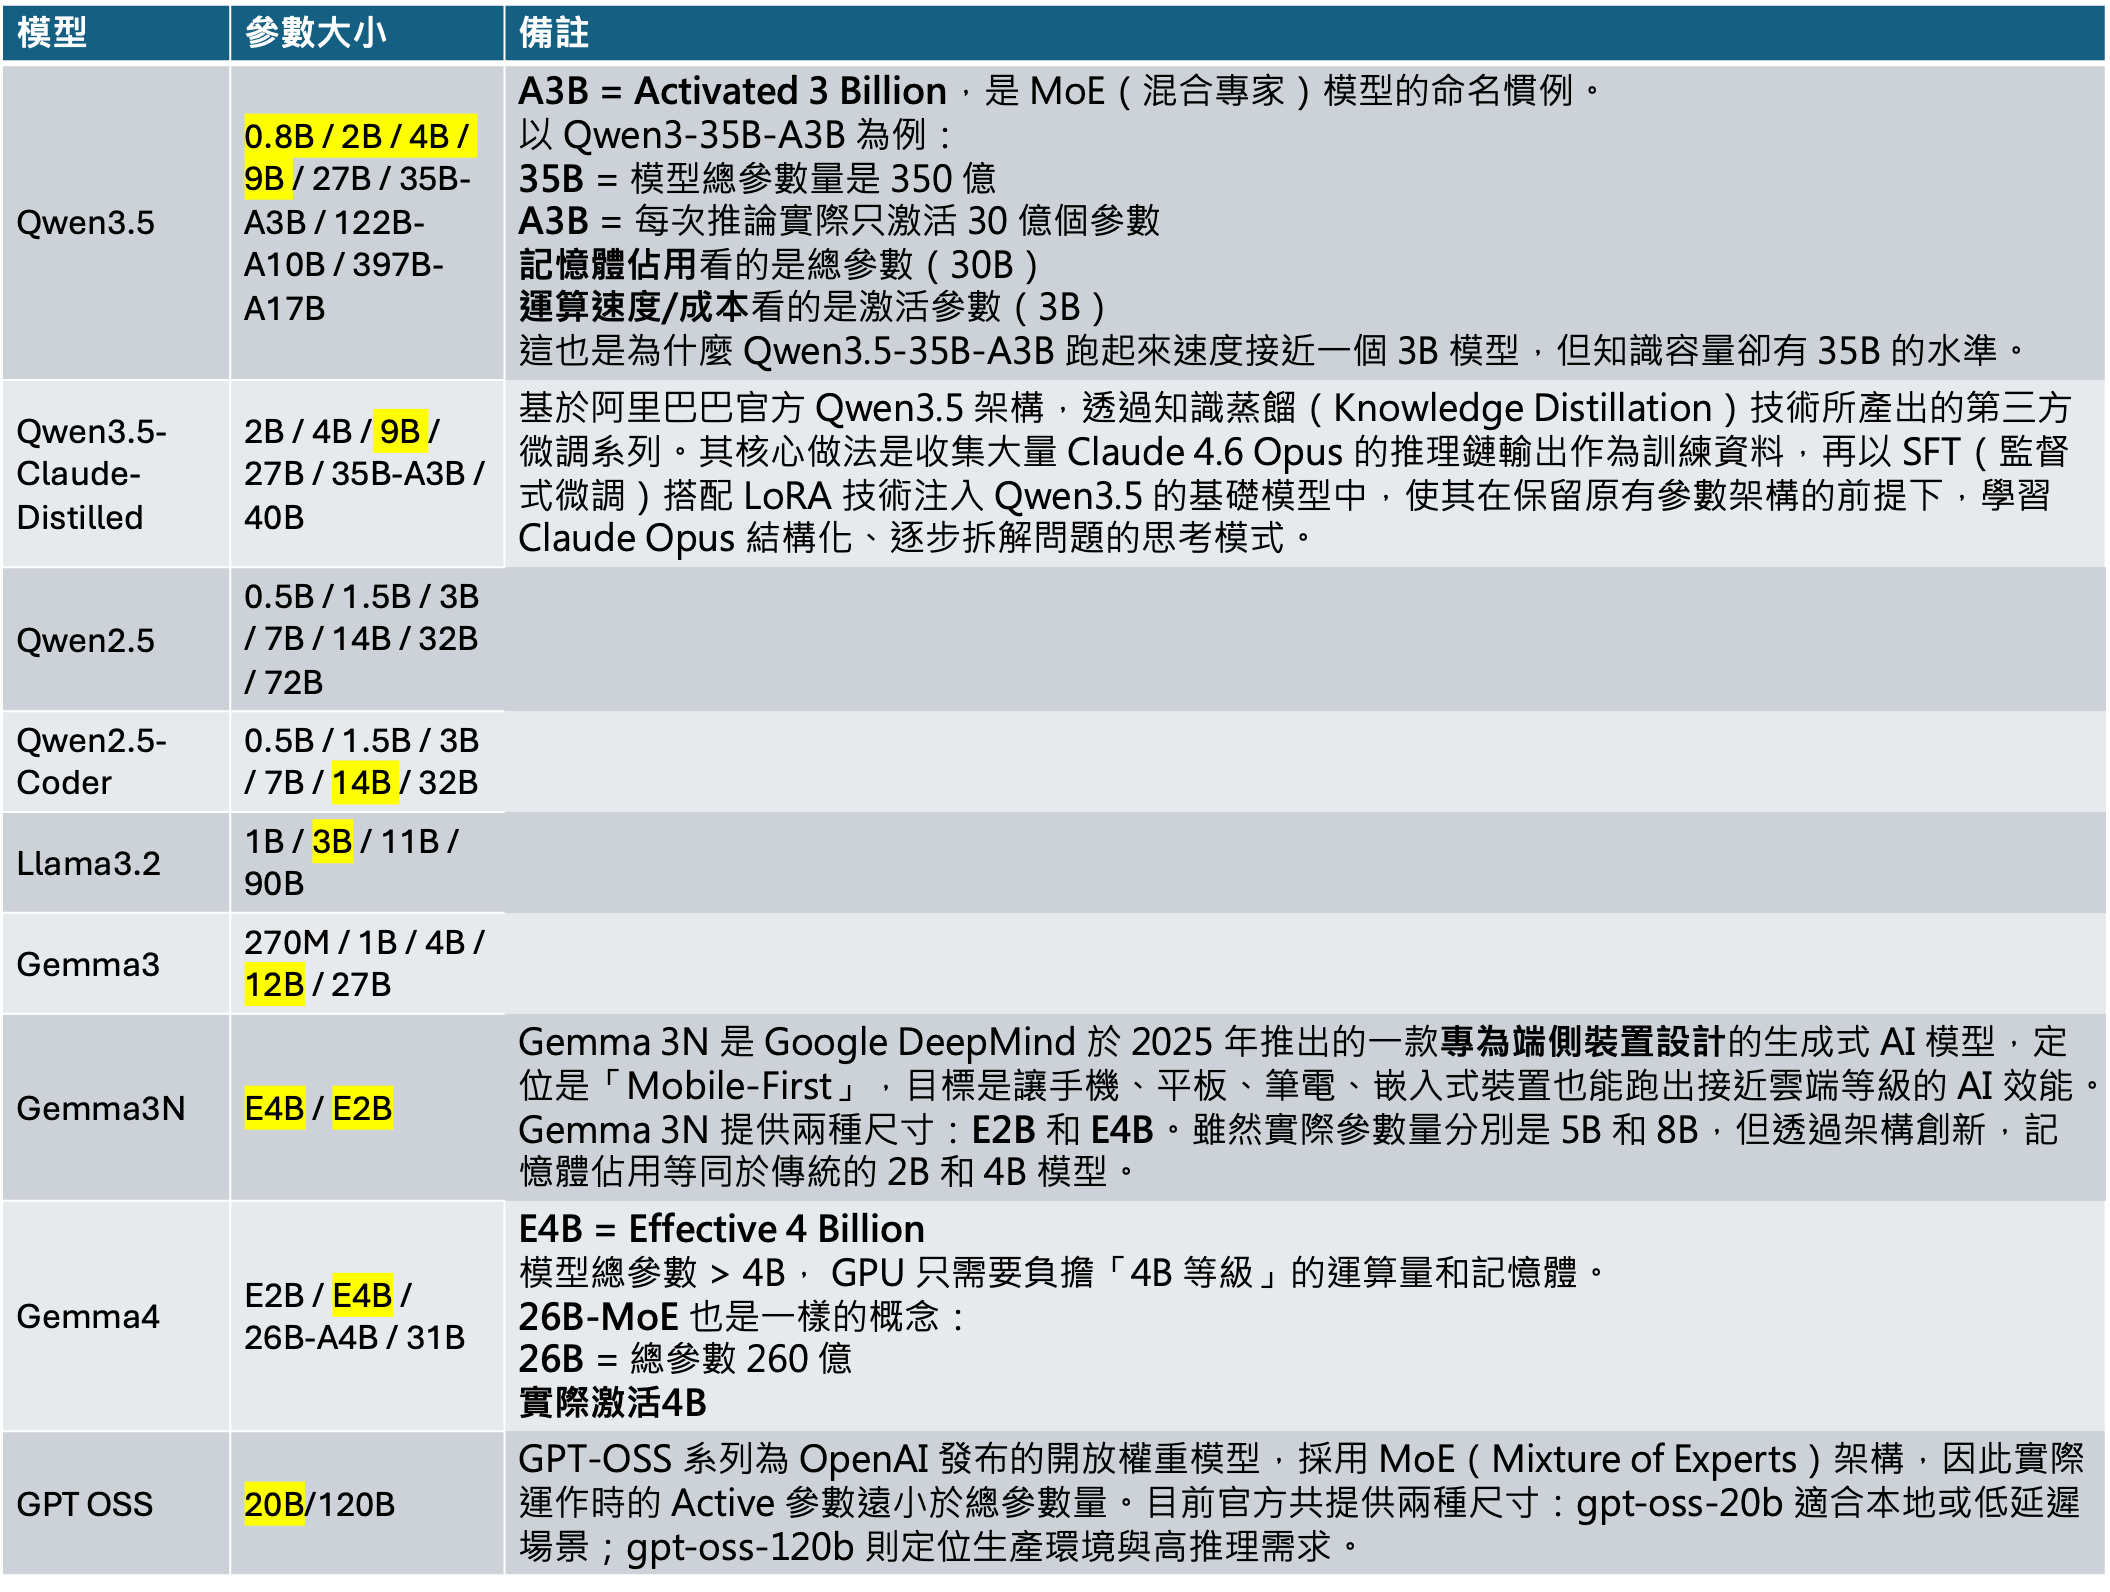 模型 參數大小 備註
Qwen3.5
0.8B / 2B / 4B /
9B / 27B / 35B-
A3B / 122B-
A10B / 397B-
A17B
A3B = Activated 3 Billion，是 MoE（混合專家）模型的命名慣例。
以 Qwen3-35B-A3B 為例：
35B = 模型總參數量是 350 億
A3B = 每次推論實際只激活 30 億個參數
記憶體佔用看的是總參數（30B）
運算速度/成本看的是激活參數（3B）
這也是為什麼 Qwen3.5-35B-A3B 跑起來速度接近一個 3B 模型，但知識容量卻有 35B 的水準。
Qwen3.5-
Claude-
Distilled
2B / 4B / 9B /
27B / 35B-A3B /
40B
基於阿里巴巴官方 Qwen3.5 架構，透過知識蒸餾（Knowledge Distillation）技術所產出的第三方
微調系列。其核心做法是收集大量 Claude 4.6 Opus 的推理鏈輸出作為訓練資料，再以 SFT（監督
式微調）搭配 LoRA 技術注入 Qwen3.5 的基礎模型中，使其在保留原有參數架構的前提下，學習
Claude Opus 結構化、逐步拆解問題的思考模式。
Qwen2.5
0.5B / 1.5B / 3B
/ 7B / 14B / 32B
/ 72B
Qwen2.5-
Coder
0.5B / 1.5B / 3B
/ 7B / 14B / 32B
Llama3.2
1B / 3B / 11B /
90B
Gemma3
270M / 1B / 4B /
12B / 27B
Gemma3N
E4B / E2B
Gemma 3N 是 Google DeepMind 於 2025 年推出的一款專為端側裝置設計的生成式 AI 模型，定
位是「Mobile-First」，目標是讓手機、平板、筆電、嵌入式裝置也能跑出接近雲端等級的 AI 效能。
Gemma 3N 提供兩種尺寸：E2B 和 E4B。雖然實際參數量分別是 5B 和 8B，但透過架構創新，記
憶體佔用等同於傳統的 2B 和 4B 模型。
Gemma4
E2B / E4B /
26B-A4B / 31B
E4B = Effective 4 Billion
模型總參數 > 4B， GPU 只需要負擔「4B 等級」的運算量和記憶體。
26B-MoE 也是一樣的概念：
26B = 總參數 260 億
實際激活4B
GPT OSS
20B/120B
GPT-OSS 系列為 OpenAI 發布的開放權重模型，採用 MoE（Mixture of Experts）架構，因此實際
運作時的 Active 參數遠小於總參數量。目前官方共提供兩種尺寸：gpt-oss-20b 適合本地或低延遲
場景；gpt-oss-120b 則定位生產環境與高推理需求。